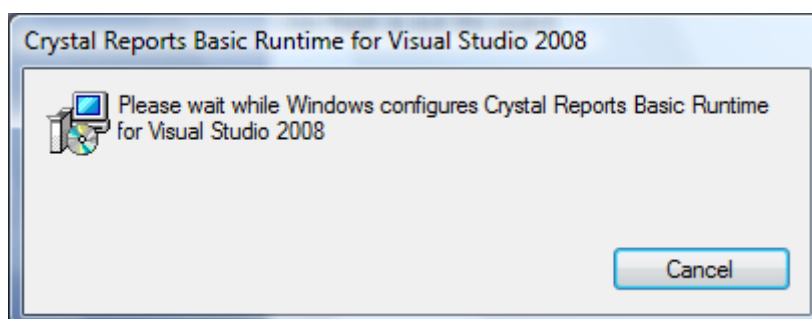 Crystal Reports Basic Runtime for Visual Studio 2008
Please wait while Windows configures Crystal Reports Basic Runtime
for Visual Studio 2008
Cancel